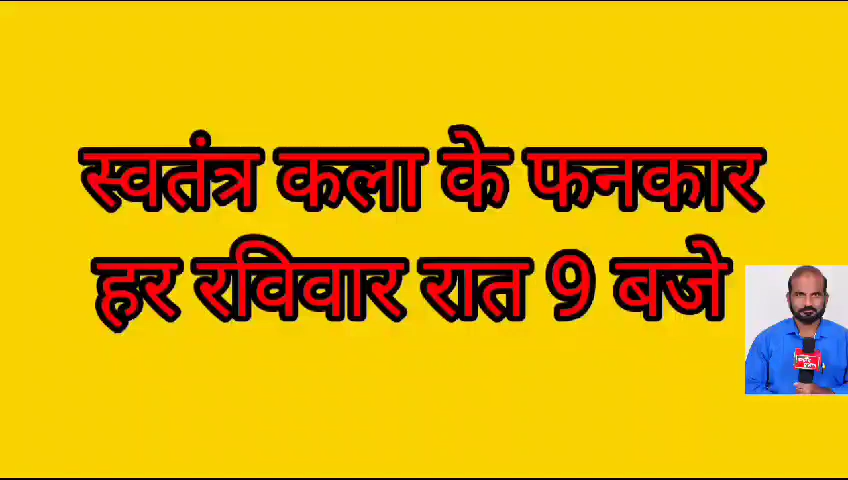 स्वतंत्र कला के फनकार
हर रविवार रात 9 बजे